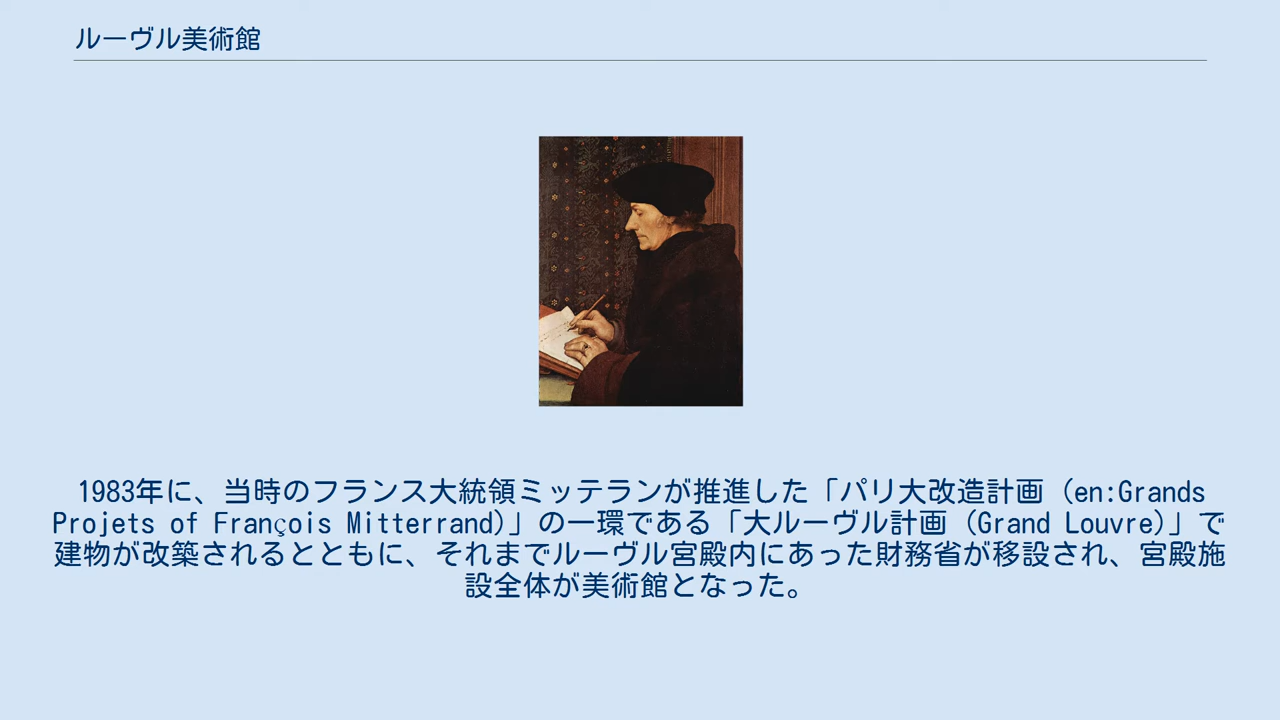 ルーヴル美術館
1983年に、当時のフランス大統領ミッテランが推進した「パリ大改造計画（en:Grands
Projets of François Mitterrand)」の一環である「大ルーヴル計画（Grand Louvre)」で
建物が改築されるとともに、それまでルーヴル宮殿内にあった財務省が移設され、宮殿施
設全体が美術館となった。